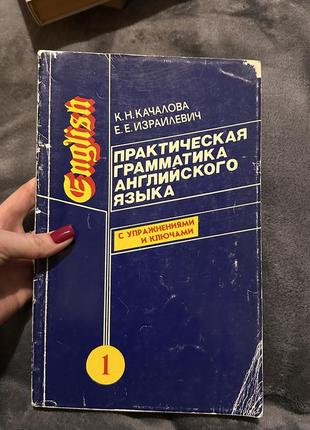 English
К.Н.КАЧАЛОВА
Е.Е.ИЗРАИЛЕВИЧ
ПРАКТИЧЕСКАЯ
ГРАММАТИКА
АНГЛИЙСКОГО
ЯЗЫКА
С УПРАЖНЕНИЯМИ
И КЛЮЧАМИ
1